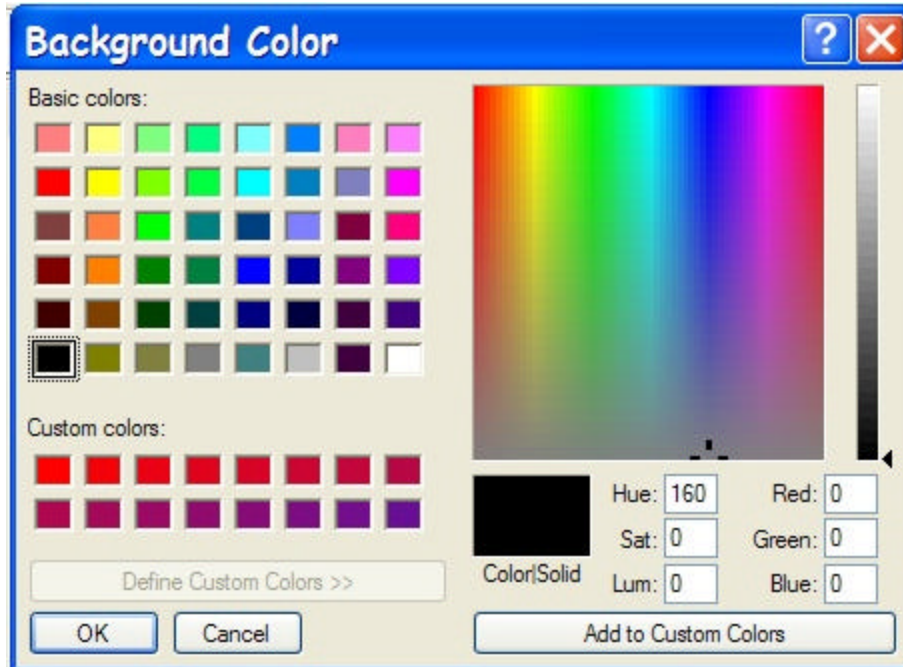 Background Color
Basic colors:
Custom colors:
Define Custom Colors >>
OK Cancel
Color|Solid
Hue: 160 Red: 0
Sat: 0 Green: 0
Lum: 0 Blue: 0
Add to Custom Colors